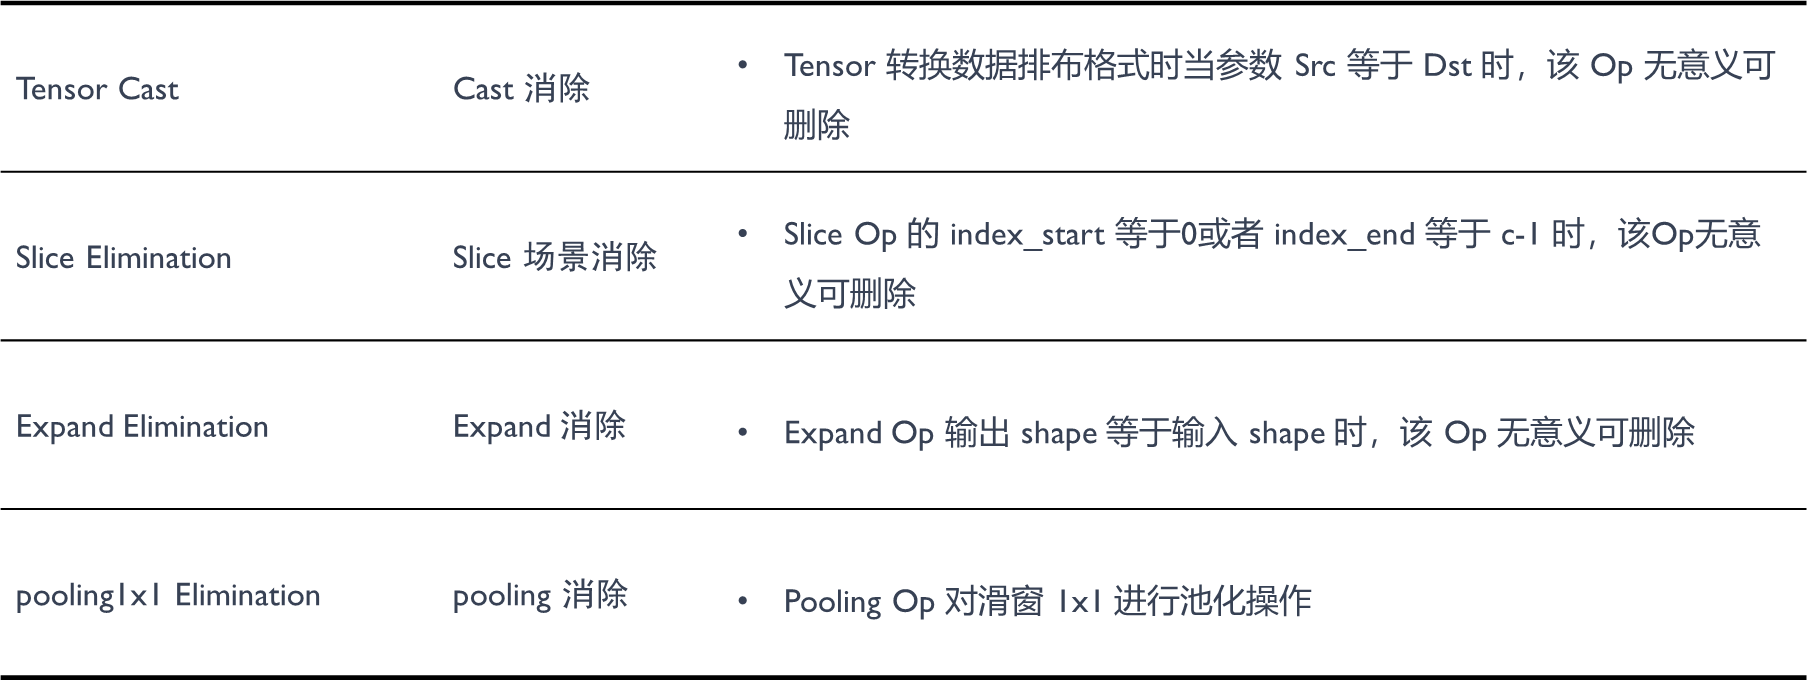 Tensor Cast
Cast 消除
• Tensor 转换数据排布格式时当参数 Src 等于 Dst 时，该 Op 无意义可
删除
Slice Elimination
Slice 场景消除
• Slice Op 的 index_start 等于0或者 index_end 等于 c-1 时，该Op无意
义可删除
Expand Elimination
Expand 消除
• Expand Op 输出 shape 等于输入 shape 时，该 Op 无意义可删除
pooling1x1 Elimination
pooling 消除
• Pooling Op 对滑窗 1x1 进行池化操作